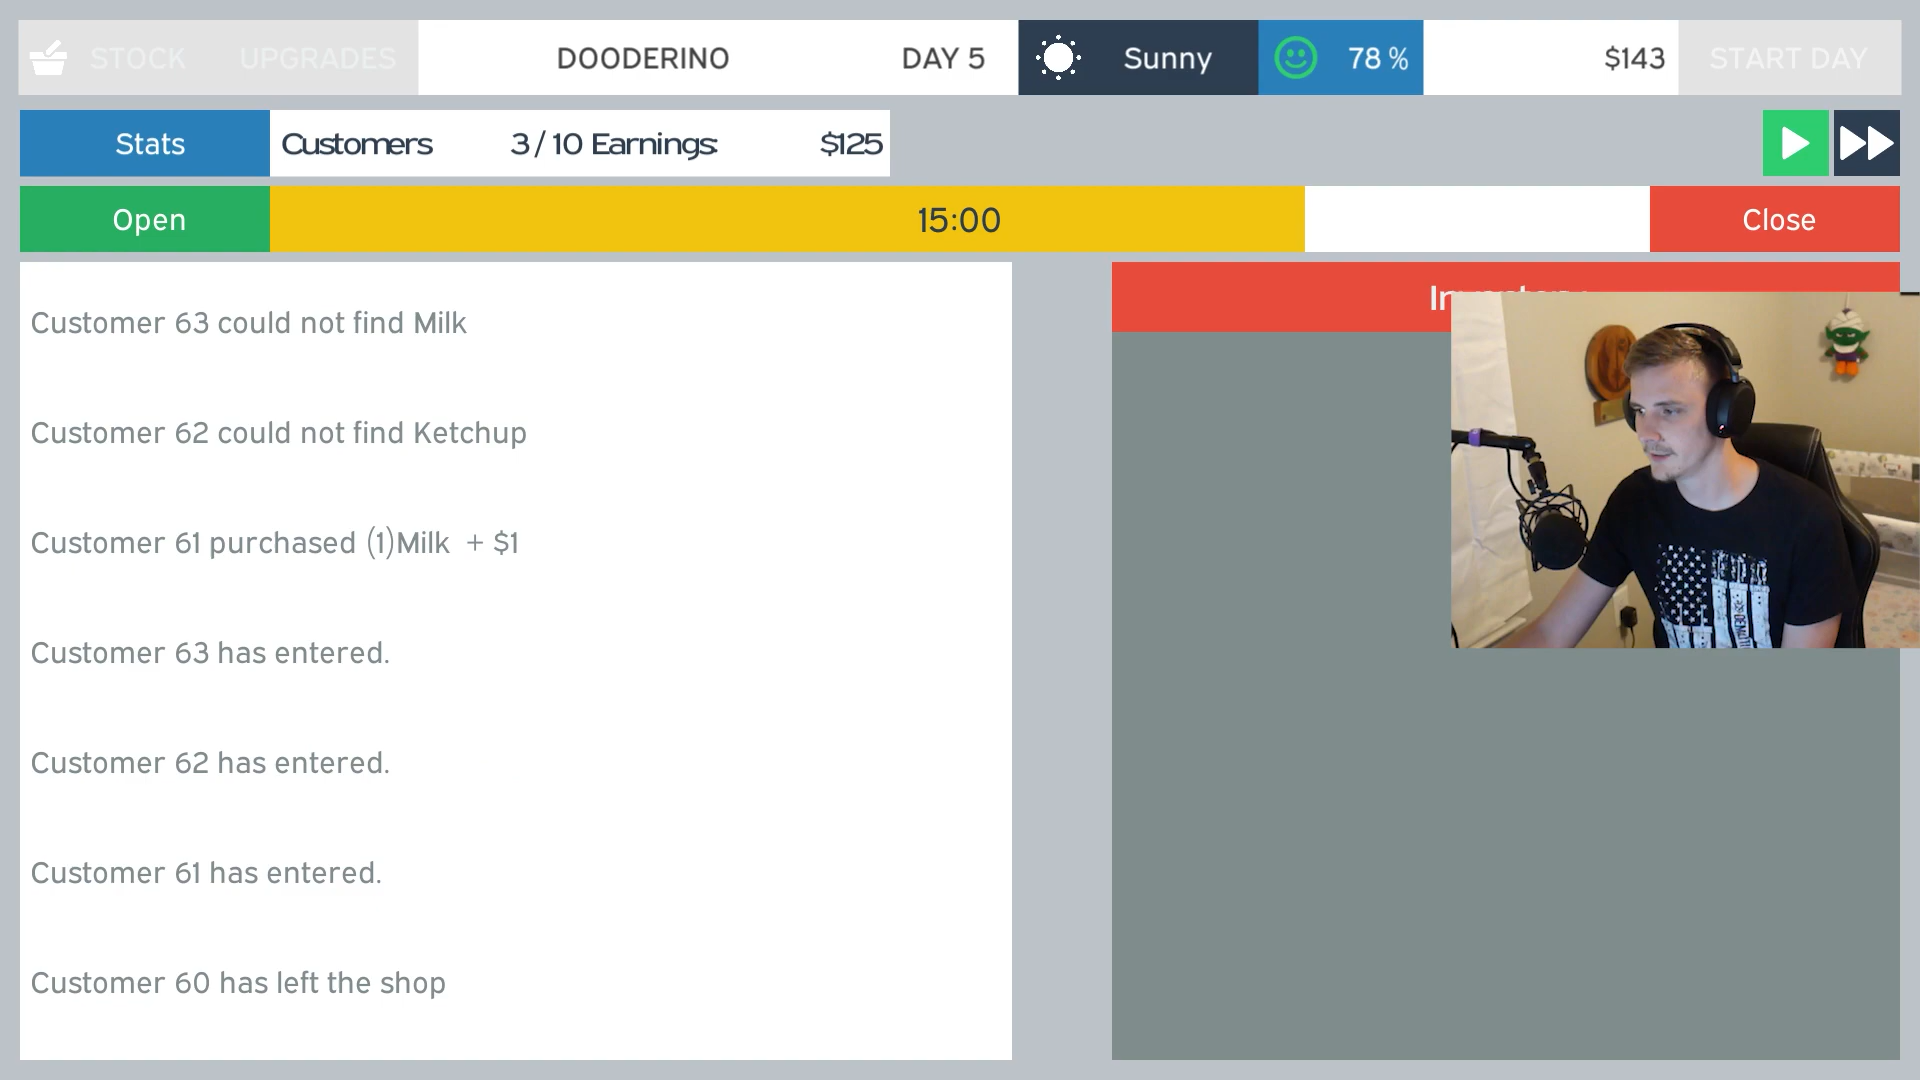 STOCK UPGRADES DOODERINO DAY 5 Sunny 78 % $143 START DAY
Stats Customers 3 / 10 Earnings: $125
Open 15:00 Close
Customer 63 could not find Milk
Customer 62 could not find Ketchup
Customer 61 purchased (1)Milk + $1
Customer 63 has entered.
Customer 62 has entered.
Customer 61 has entered.
Customer 60 has left the shop